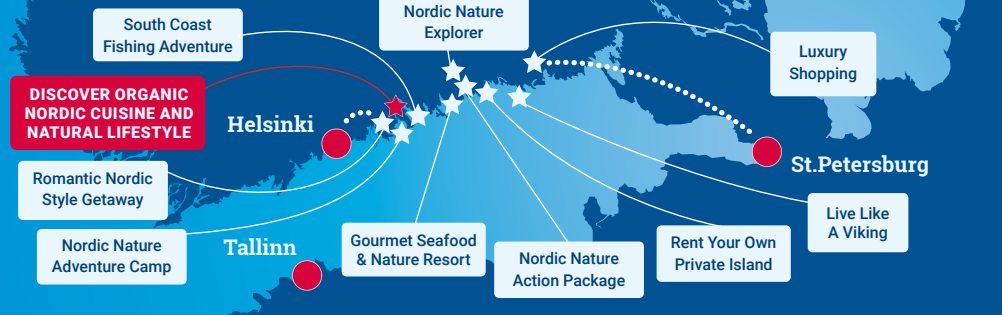 Nordic Nature
Explorer
South Coast
Fishing Adventure
Luxury
Shopping
DISCOVER ORGANIC
NORDIC CUISINE AND
NATURAL LIFESTYLE
Helsinki
St.Petersburg
Romantic Nordic
Style Getaway
Live Like
A Viking
Nordic Nature
Adventure Camp
Tallinn
Gourmet Seafood
& Nature Resort
Nordic Nature
Action Package
Rent Your Own
Private Island